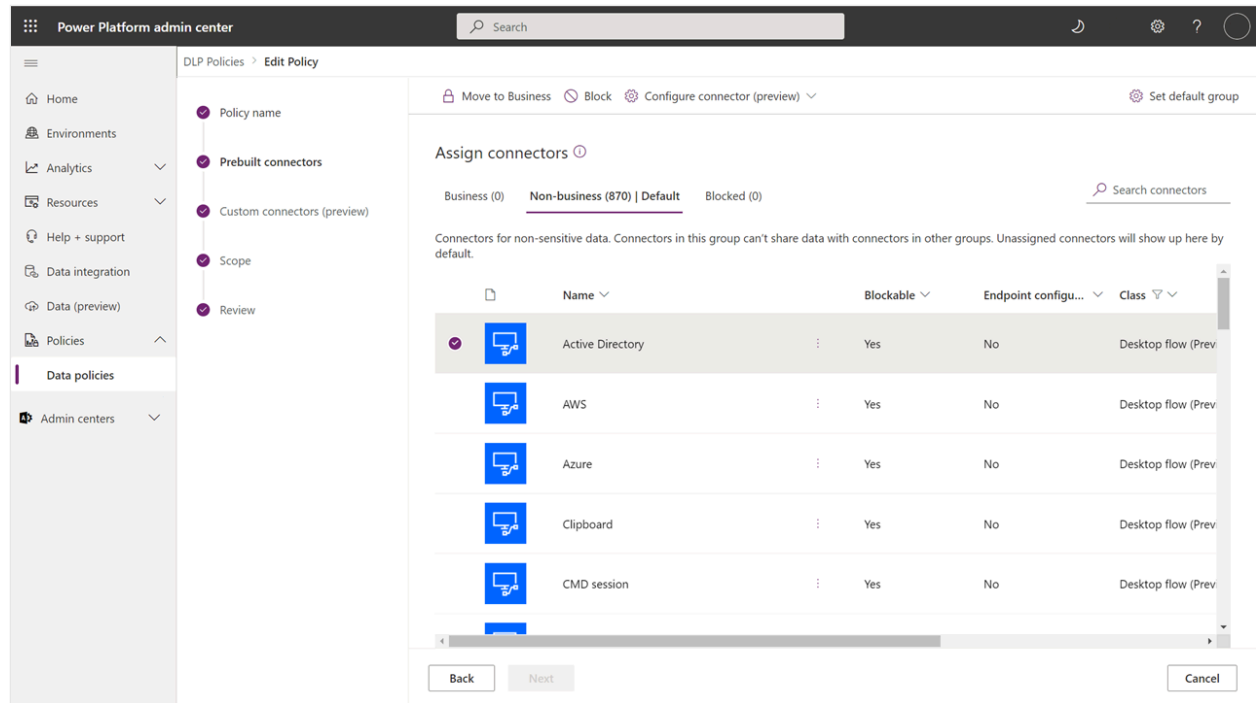 Power Platform admin center
Search
?
DLP Policies > Edit Policy
Home
Environments
Analytics
Resources
Help + support
Data integration
Data (preview)
Policies
Data policies
Admin centers
Policy name
Prebuilt connectors
Custom connectors (preview)
Scope
Review
Move to Business Block Configure connector (preview) Set default group
Assign connectors
Business (0) Non-business (870) | Default Blocked (0) Search connectors
Connectors for non-sensitive data. Connectors in this group can't share data with connectors in other groups. Unassigned connectors will show up here by
default.
Name Blockable Endpoint configu... Class
Active Directory Yes No Desktop flow (Prev
AWS Yes No Desktop flow (Prev
Azure Yes No Desktop flow (Prev
Clipboard Yes No Desktop flow (Prev
CMD session Yes No Desktop flow (Prev
Back Next Cancel